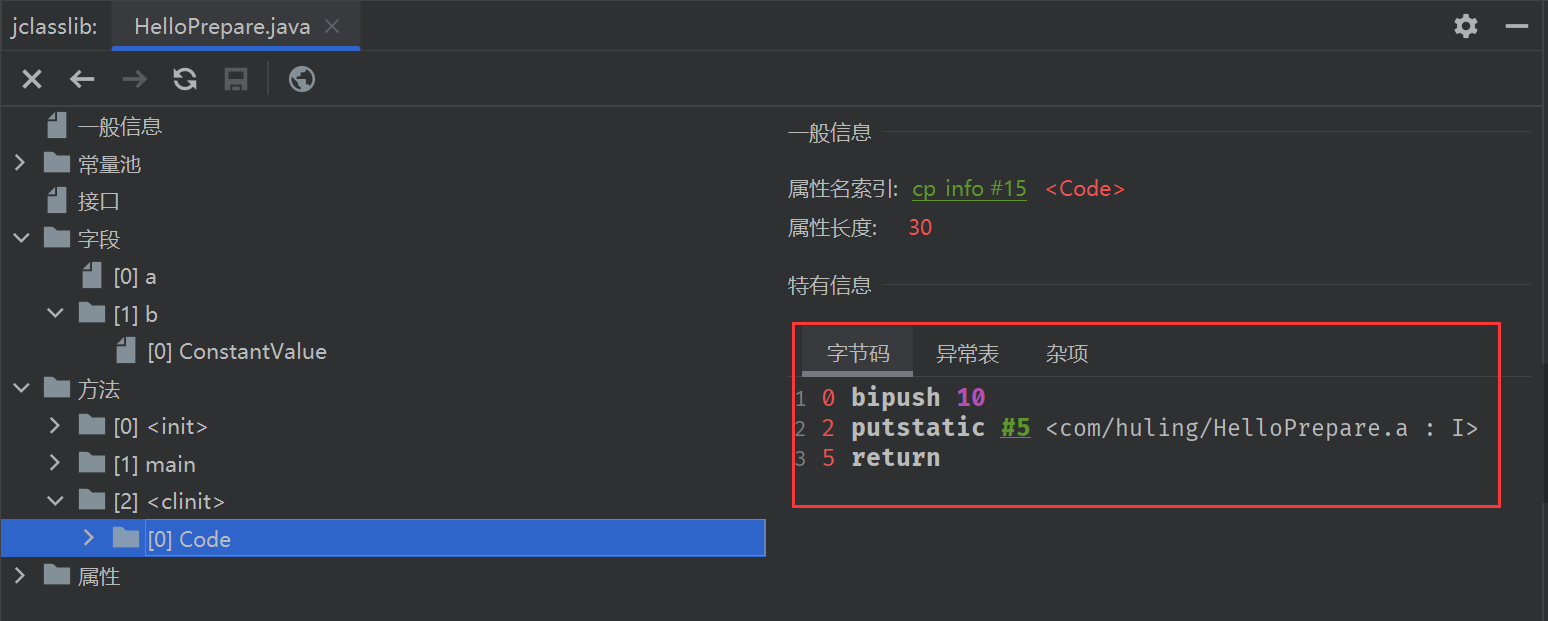 jclasslib: HelloPrepare.java
一般信息
常量池
接口
字段
[0] a
[1] b
[0] ConstantValue
方法
[0] <init>
[1] main
[2] <clinit>
[0] Code
属性
一般信息
属性名索引: cp_info #15 <Code>
属性长度: 30
特有信息
字节码 异常表 杂项
1 0 bipush 10
2 2 putstatic #5 <com/huling/HelloPrepare.a : I>
3 5 return